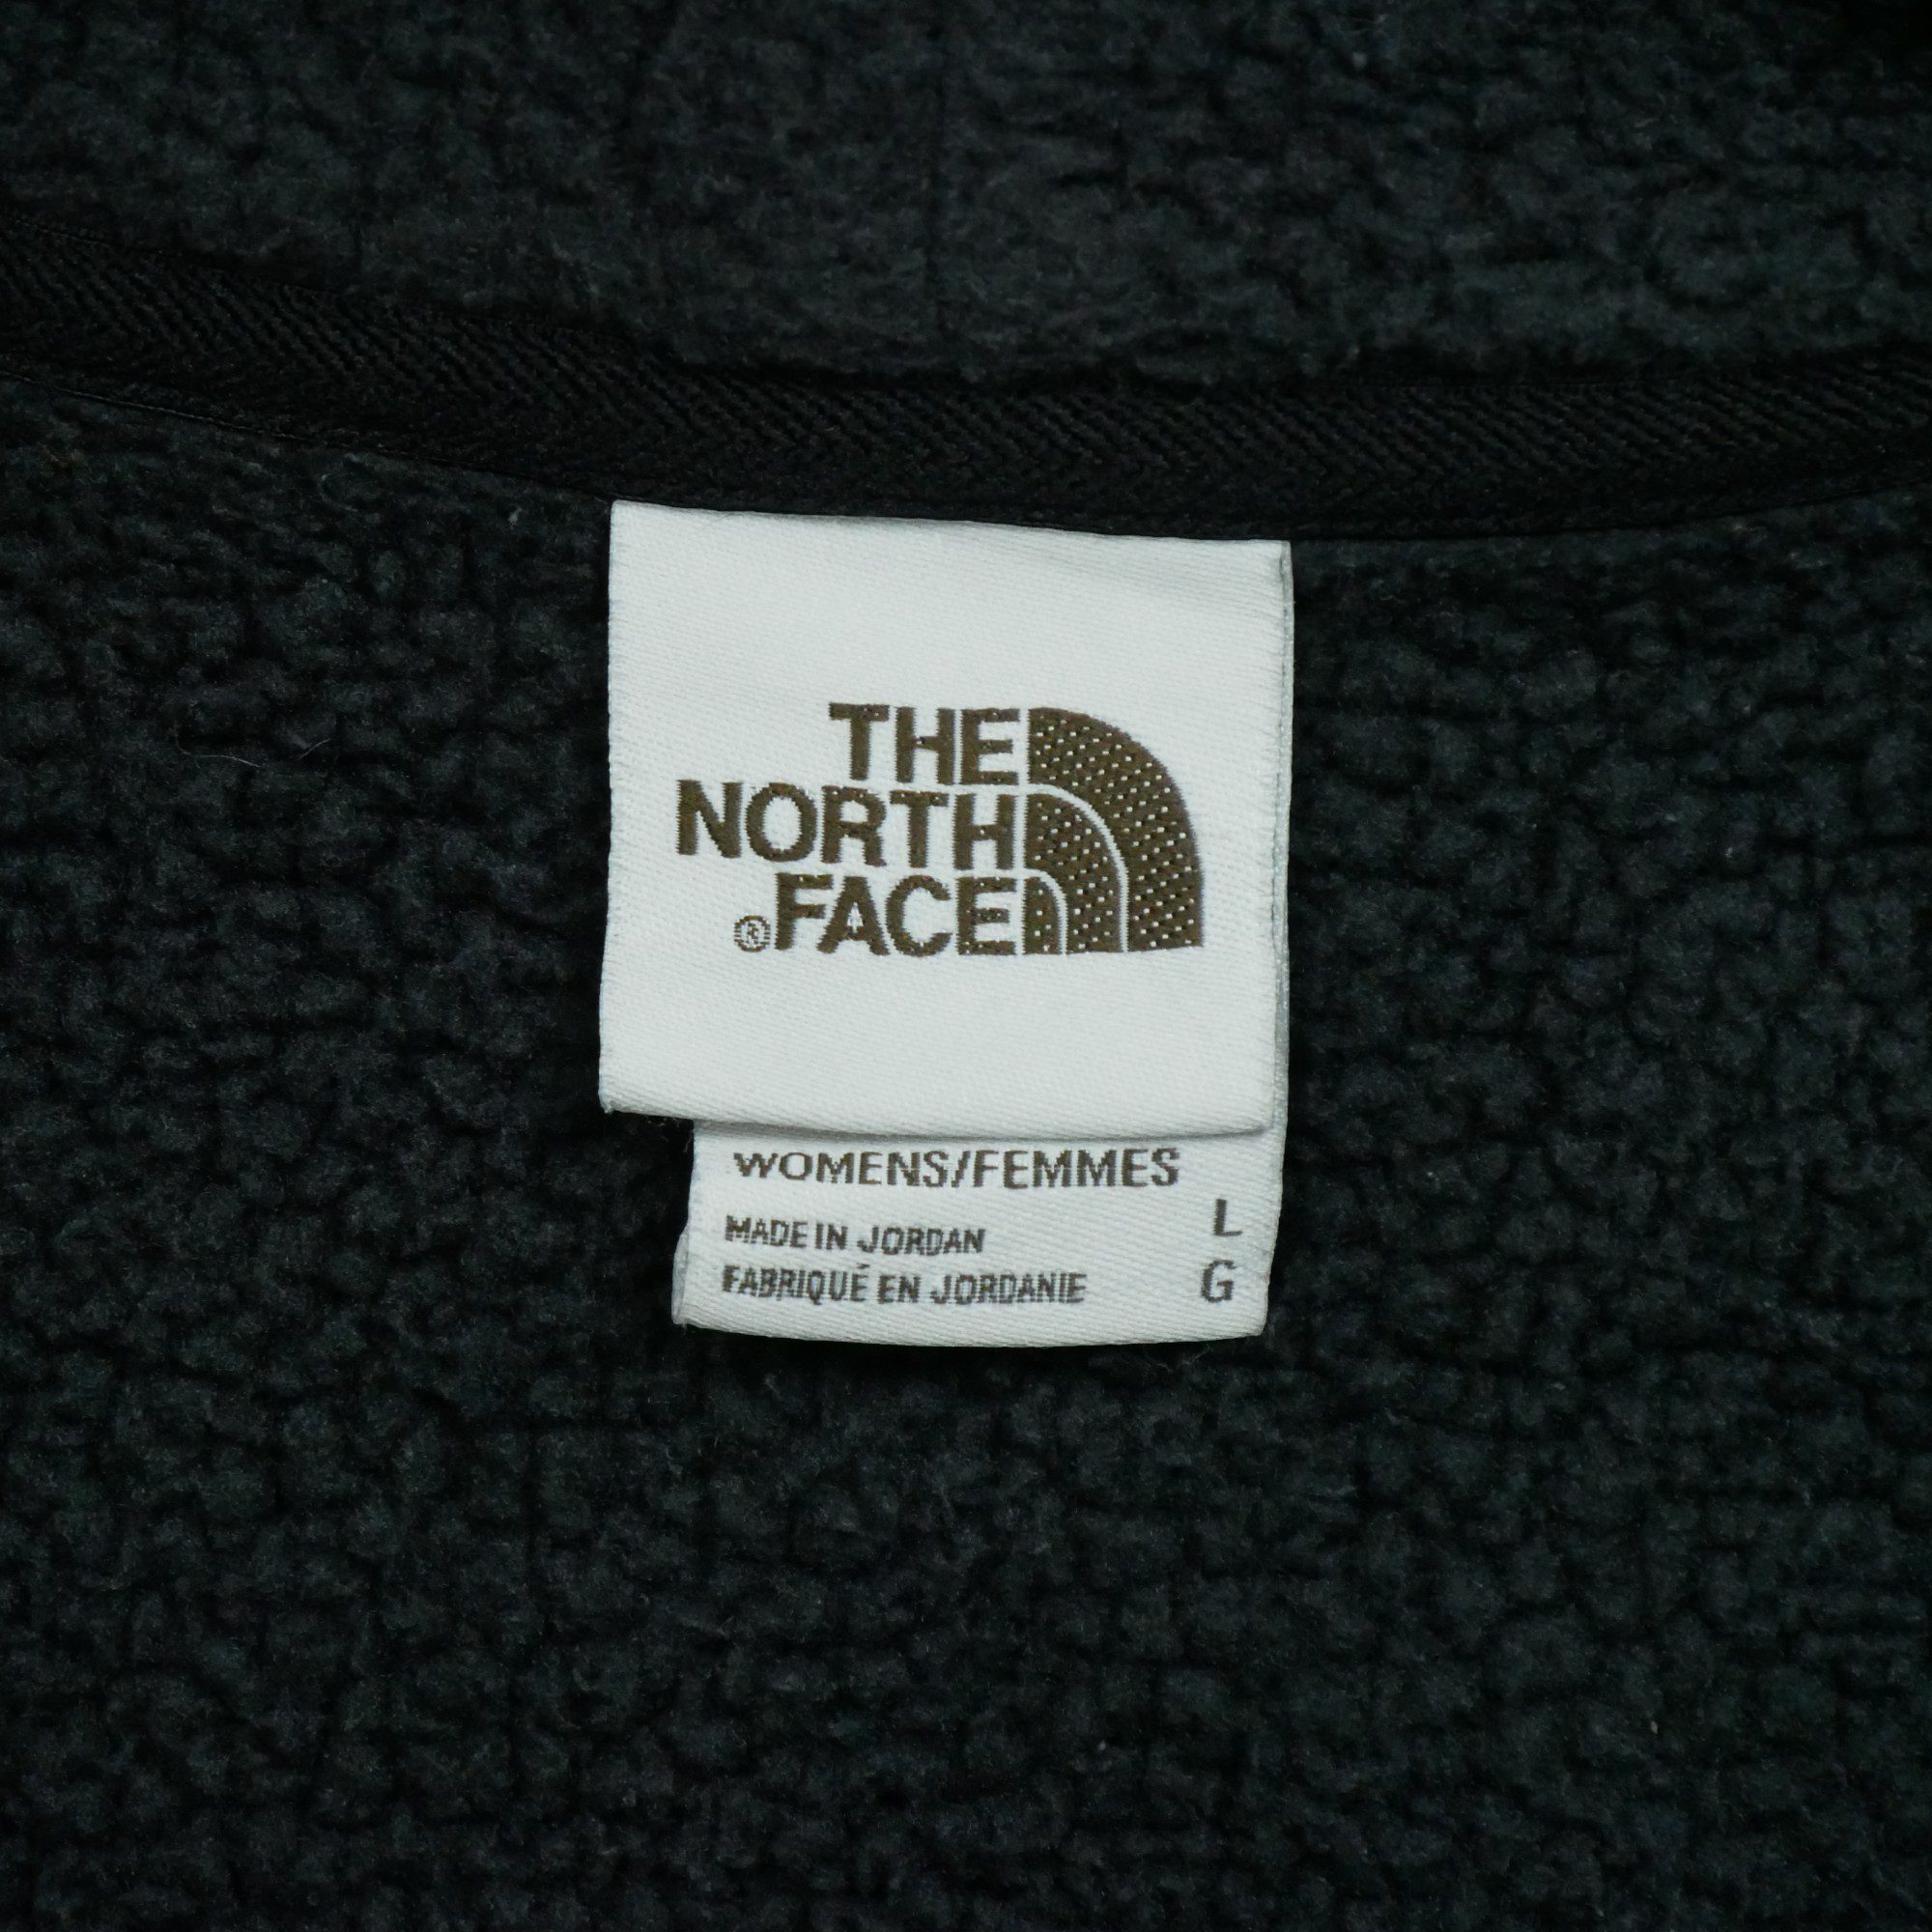 THE
NORTH
®FACE
WOMENS/FEMMES
L
MADE IN JORDAN
FABRIQUÉ EN JORDANIE
G